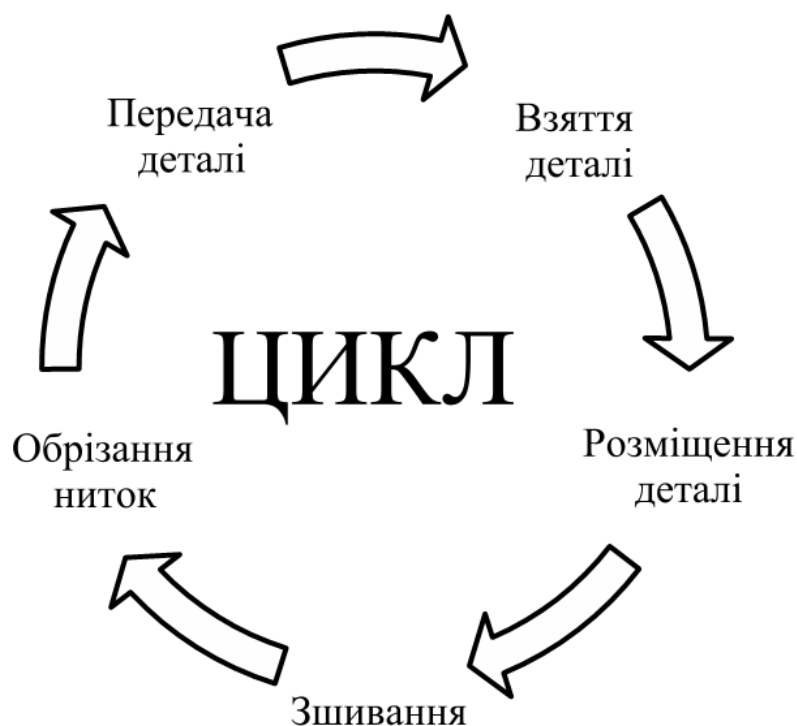 Передача
деталі
Взяття
деталі
ЦИКЛ
Обрізання
ниток
Розміщення
деталі
Зшивання